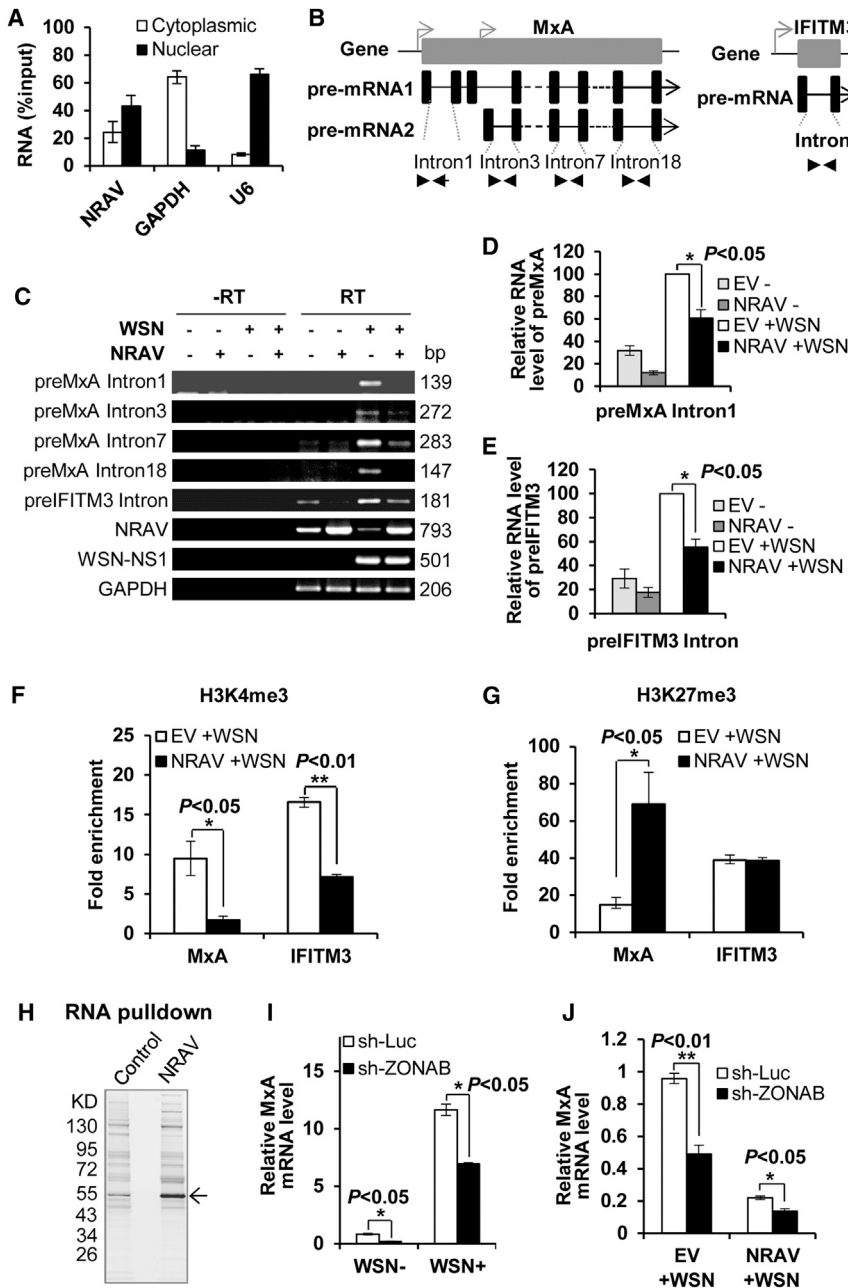 A
Cytoplasmic
Nuclear
RNA (%input)
100
80
60
40
20
0
NRAV
GAPDH
U6
B
MxA
IFITM3
Gene
Gene
pre-mRNA1
pre-mRNA
pre-mRNA2
Intron1
Intron3
Intron7
Intron18
Intron
C
-RT
RT
WSN - - + + - - + +
NRAV - + - + - + - + bp
preMxA Intron1 139
preMxA Intron3 272
preMxA Intron7 283
preMxA Intron18 147
preIFITM3 Intron 181
NRAV 793
WSN-NS1 501
GAPDH 206
D
Relative RNA
level of preMxA
120
100
80
60
40
20
0
*
P<0.05
EV -
NRAV -
EV +WSN
NRAV +WSN
preMxA Intron1
E
Relative RNA level
of preIFITM3
120
100
80
60
40
20
0
*
P<0.05
EV -
NRAV -
EV +WSN
NRAV +WSN
preIFITM3 Intron
F
H3K4me3
Fold enrichment
25
20
15
10
5
0
EV +WSN
NRAV +WSN
P<0.05
*
P<0.01
**
MxA
IFITM3
G
H3K27me3
Fold enrichment
100
80
60
40
20
0
P<0.05
*
EV +WSN
NRAV +WSN
MxA
IFITM3
H
RNA pulldown
Control
NRAV
KD
130
95
72
55
43
34
26
I
Relative MxA
mRNA level
15
10
5
0
sh-Luc
sh-ZONAB
P<0.05
*
*
P<0.05
WSN-
WSN+
J
Relative MxA
mRNA level
1.2
1
0.8
0.6
0.4
0.2
0
P<0.01
**
sh-Luc
sh-ZONAB
P<0.05
*
EV
+WSN
NRAV
+WSN